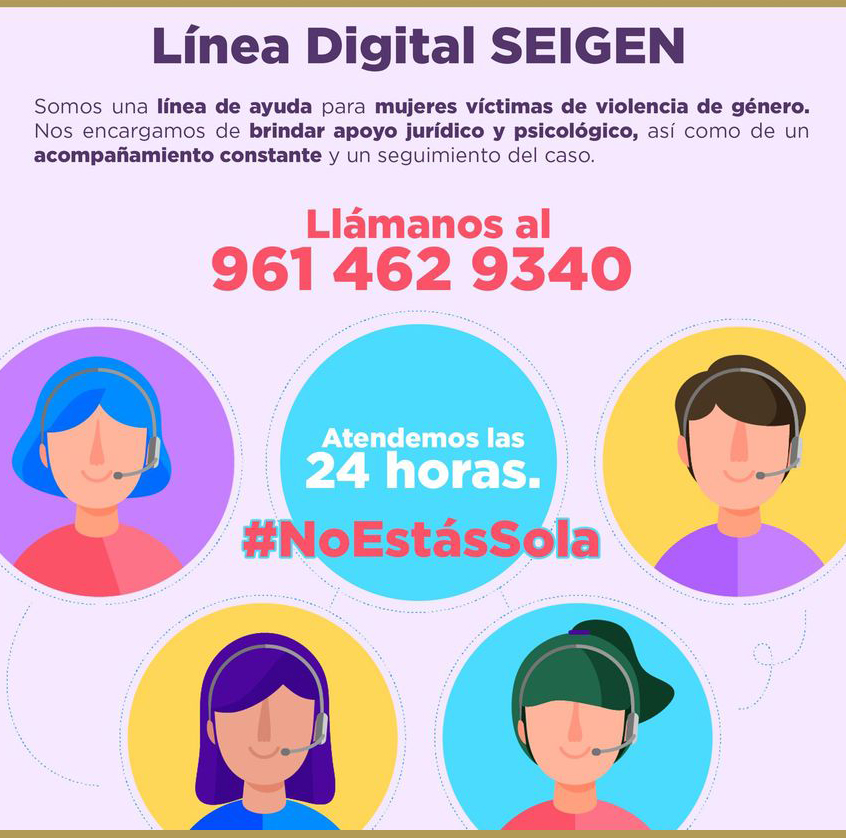 Línea Digital SEIGEN
Somos una línea de ayuda para mujeres víctimas de violencia de género.
Nos encargamos de brindar apoyo jurídico y psicológico, así como de un
acompañamiento constante y un seguimiento del caso.
Llámanos al
961 462 9340
Atendemos las
24 horas.
#NoEstásSola